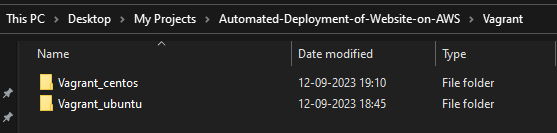 This PC > Desktop > My Projects > Automated-Deployment-of-Website-on-AWS > Vagrant
Name Date modified Type
Vagrant_centos 12-09-2023 19:10 File folder
Vagrant_ubuntu 12-09-2023 18:45 File folder